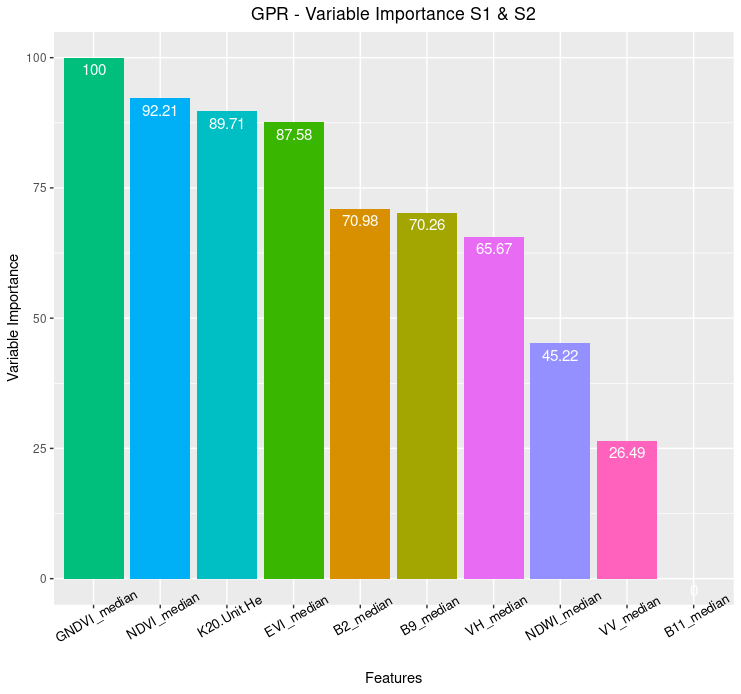 GPR - Variable Importance S1 & S2
100
75
50
25
0
Variable Importance
100
92.21
89.71
87.58
70.98
70.26
65.67
45.22
26.49
0
GNDVI_median
NDVI_median
K20.Unit.He
EVI_median
B2_median
B9_median
VH_median
NDWI_median
VV_median
B11_median
Features